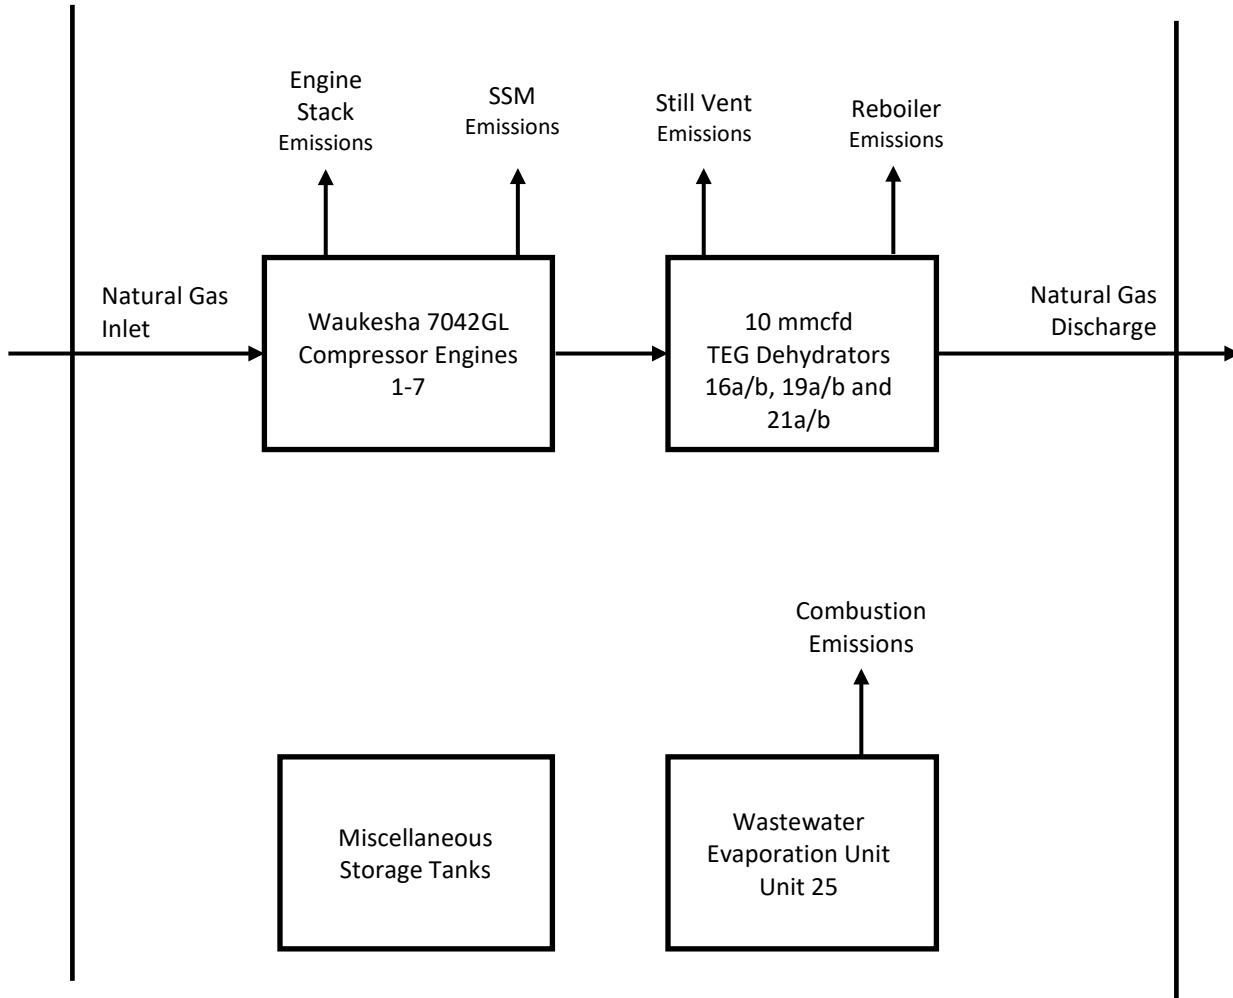 Engine
Stack
Emissions
SSM
Emissions
Still Vent
Emissions
Reboiler
Emissions
Natural Gas
Inlet
Waukesha 7042GL
Compressor Engines
1-7
10 mmcfd
TEG Dehydrators
16a/b, 19a/b and
21a/b
Natural Gas
Discharge
Combustion
Emissions
Miscellaneous
Storage Tanks
Wastewater
Evaporation Unit
Unit 25